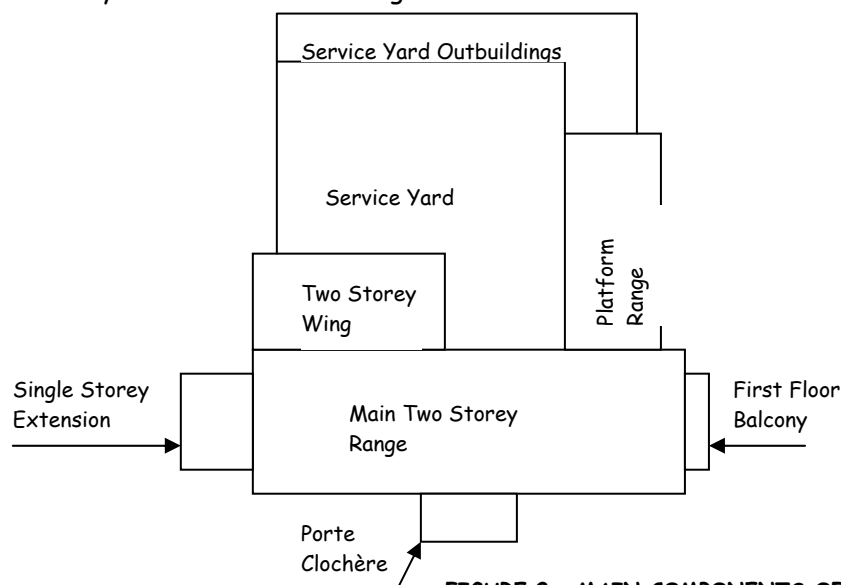 Service Yard Outbuildings
Service Yard
Platform
Range
Two Storey
Wing
Single Storey
Extension
Main Two Storey
Range
First Floor
Balcony
Porte
Clochère